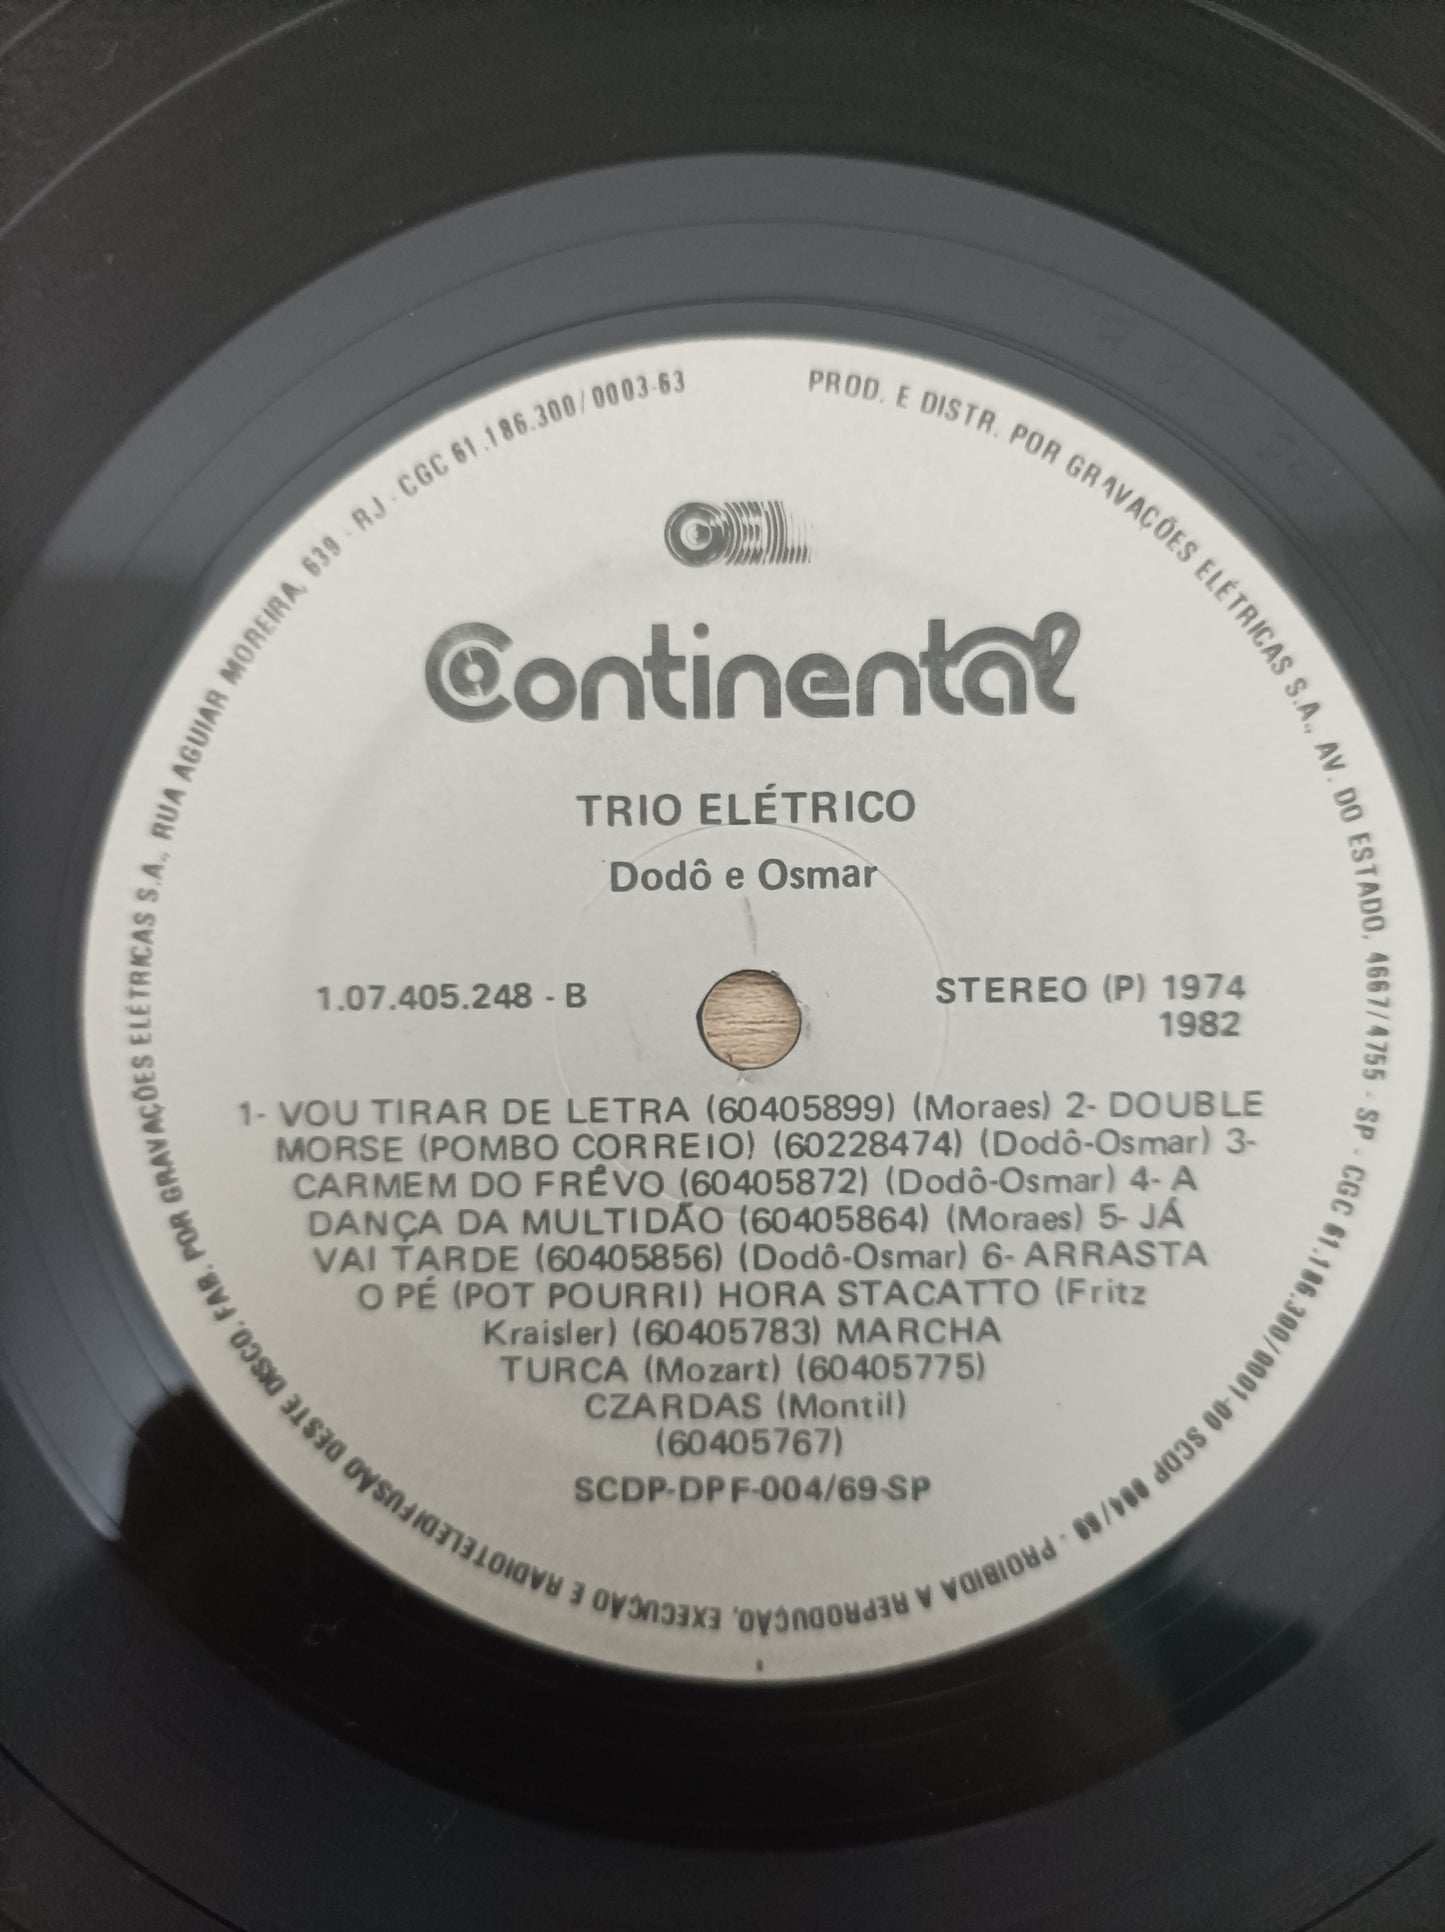 PROD. E DISTR. POR GRAVAÇÕES ELÉTRICAS S.A., AV. DO ESTADO, 4667/4755 - SP - CGC 61.186.300/0001-00 SCDP 004/69 - PROIBIDA A REPRODUÇÃO, EXECUÇÃO E RADIOTELEDIFUSÃO DESTE DISCO. FAB. POR GRAVAÇÕES ELÉTRICAS S.A., RUA AGUIAR MOREIRA, 639 - RJ - CGC 61.186.300/0003-63
Continental
TRIO ELÉTRICO
Dodô e Osmar
1.07.405.248 - B
STEREO (P) 1974
1982
1- VOU TIRAR DE LETRA (60405899) (Moraes) 2- DOUBLE
MORSE (POMBO CORREIO) (60228474) (Dodô-Osmar) 3-
CARMEM DO FRÊVO (60405872) (Dodô-Osmar) 4- A
DANÇA DA MULTIDÃO (60405864) (Moraes) 5- JÁ
VAI TARDE (60405856) (Dodô-Osmar) 6- ARRASTA
O PÉ (POT POURRI) HORA STACATTO (Fritz
Kraisler) (60405783) MARCHA
TURCA (Mozart) (60405775)
CZARDAS (Montil)
(60405767)
SCDP-DPF-004/69-SP